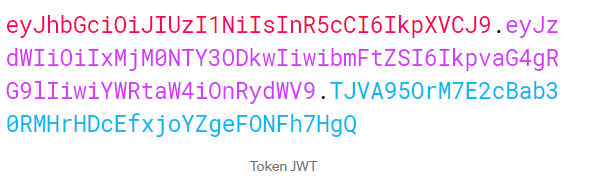 eyJhbGciOiJIUzI1NiIsInR5cCI6IkpXVCJ9.eyJz
dWIiOiIxMjM0NTY3ODkwIiwibmFtZSI6IkpvaG4gR
G9lIiwiYWRtaW4iOnRydWV9.TJVA95OrM7E2cBab3
0RMHrHDcEfxjoYZgeFONFh7HgQ
Token JWT